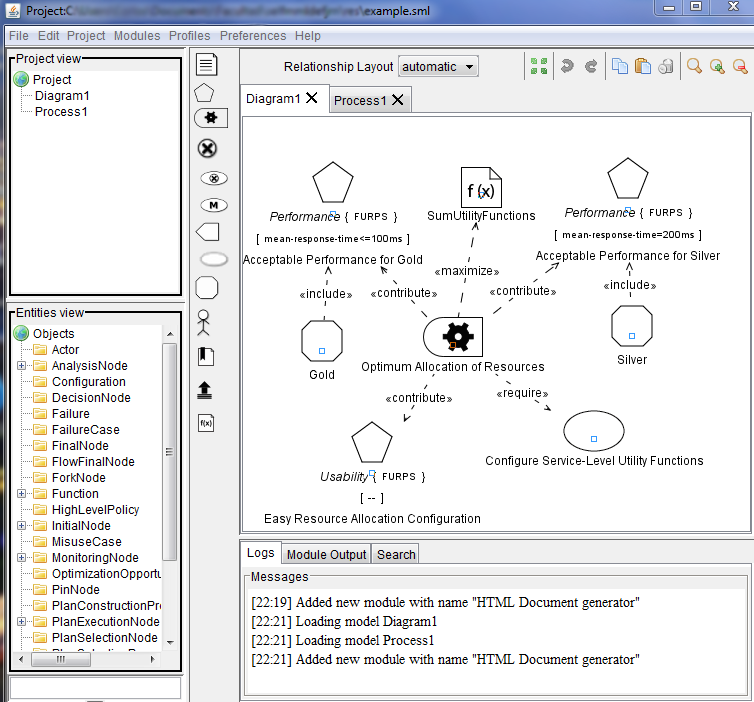 Project:C:\ \example.sml
File Edit Project Modules Profiles Preferences Help
Project view
Project
Diagram1
Process1
Entities view
Objects
Actor
AnalysisNode
Configuration
DecisionNode
Failure
FailureCase
FinalNode
FlowFinalNode
ForkNode
Function
HighLevelPolicy
InitialNode
MisuseCase
MonitoringNode
OptimizationOpportu
PinNode
PlanConstructionPr
PlanExecutionNode
PlanSelectionNode
M
f(x)
Relationship Layout automatic
Diagram1 Process1
f (x)
Performance { FURPS } SumUtilityFunctions Performance { FURPS }
[ mean-response-time<=100ms ] [ mean-response-time=200ms ]
Acceptable Performance for Gold Acceptable Performance for Silver
«maximize»
«include» «contribute» «contribute» «include»
Gold Optimum Allocation of Resources Silver
«contribute» «require»
Configure Service-Level Utility Functions
Usability { FURPS }
[ -- ]
Easy Resource Allocation Configuration
Logs Module Output Search
Messages
[22:19] Added new module with name "HTML Document generator"
[22:21] Loading model Diagram1
[22:21] Loading model Process1
[22:21] Added new module with name "HTML Document generator"